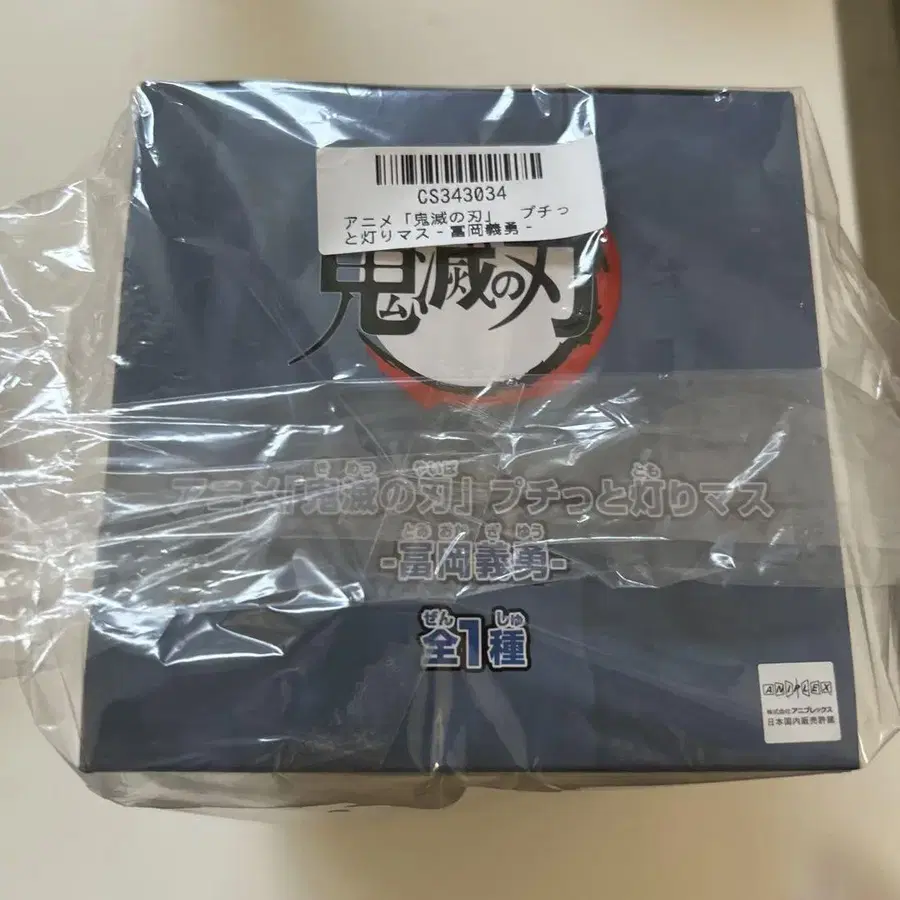 CS343034
アニメ「鬼滅の刃」 プチっ
と灯りマス - 冨岡義勇 -
鬼滅の刃
き めつ やいば とも
アニメ「鬼滅の刃」プチっと灯りマス
とみ おか ぎ ゆう
-冨岡義勇-
ぜん しゅ
全1種
ANIPLEX
株式会社アニプレックス
日本国内販売許諾